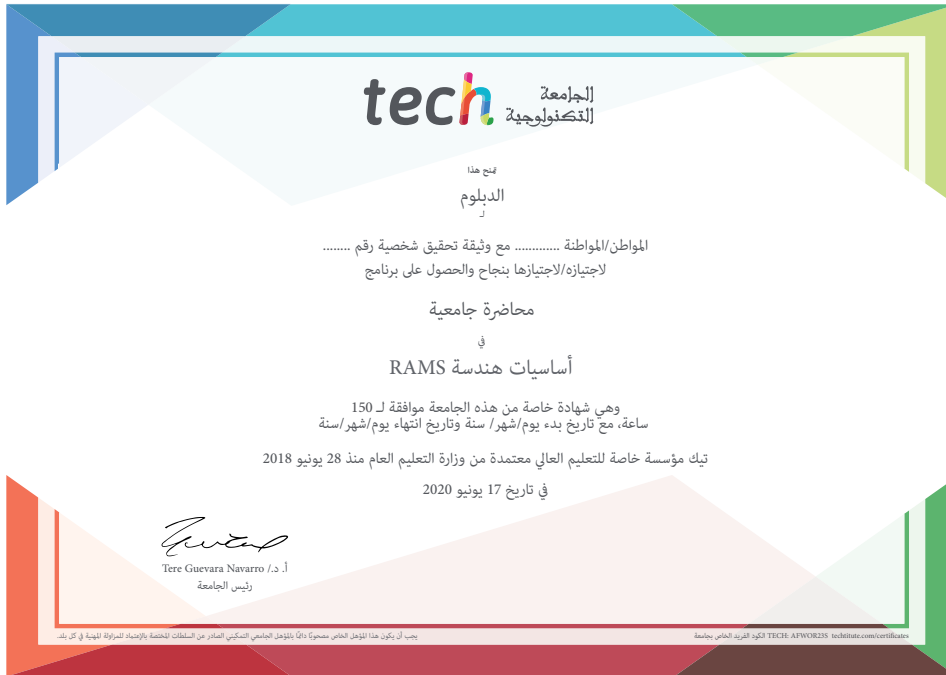 tech الجامعة
التكنولوجية
تمنح هذا
الدبلوم
لـ
المواطن/المواطنة ............ مع وثيقة تحقيق شخصية رقم ........
لاجتيازه/لاجتيازها بنجاح والحصول على برنامج
محاضرة جامعية
في
أساسيات هندسة RAMS
وهي شهادة خاصة من هذه الجامعة موافقة لـ 150
ساعة، مع تاريخ بدء يوم/شهر/ سنة وتاريخ انتهاء يوم/شهر/سنة
تيك مؤسسة خاصة للتعليم العالي معتمدة من وزارة التعليم العام منذ 28 يونيو 2018
في تاريخ 17 يونيو 2020
أ. د./ Tere Guevara Navarro
رئيس الجامعة
يجب أن يكون هذا المؤهل الخاص مصحوبًا دائمًا بالمؤهل الجامعي التمكيني الصادر عن السلطات المختصة بالإعتماد للمزاولة المهنية في كل بلد.
الكود الفريد الخاص بجامعة TECH: AFWOR23S techtitute.com/certificates